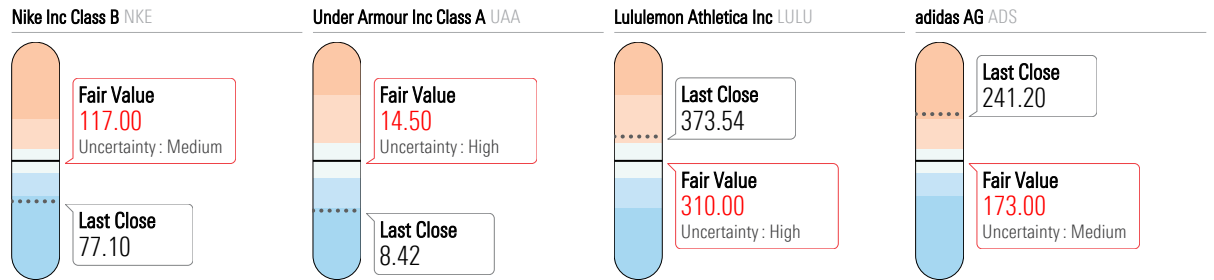 Nike Inc Class B NKE
Fair Value
117.00
Uncertainty : Medium
Last Close
77.10
Under Armour Inc Class A UAA
Fair Value
14.50
Uncertainty : High
Last Close
8.42
Lululemon Athletica Inc LULU
Last Close
373.54
Fair Value
310.00
Uncertainty : High
adidas AG ADS
Last Close
241.20
Fair Value
173.00
Uncertainty : Medium